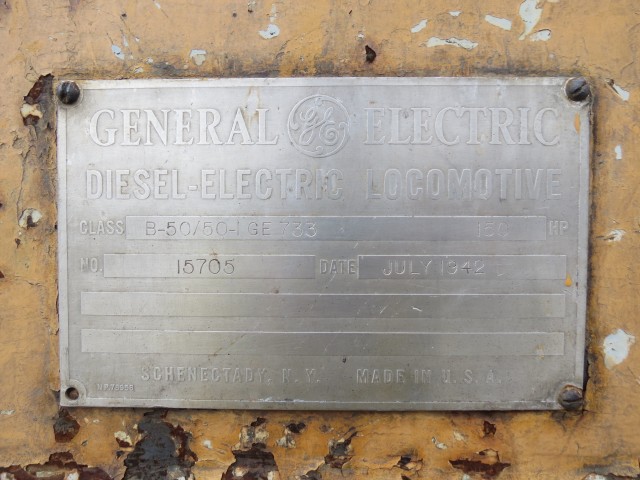 GENERAL GE ELECTRIC
DIESEL-ELECTRIC LOCOMOTIVE
CLASS B-50/50-1 GE 733 150 HP
NO. 15705 DATE JULY 1942
SCHENECTADY, N.Y. MADE IN U.S.A.